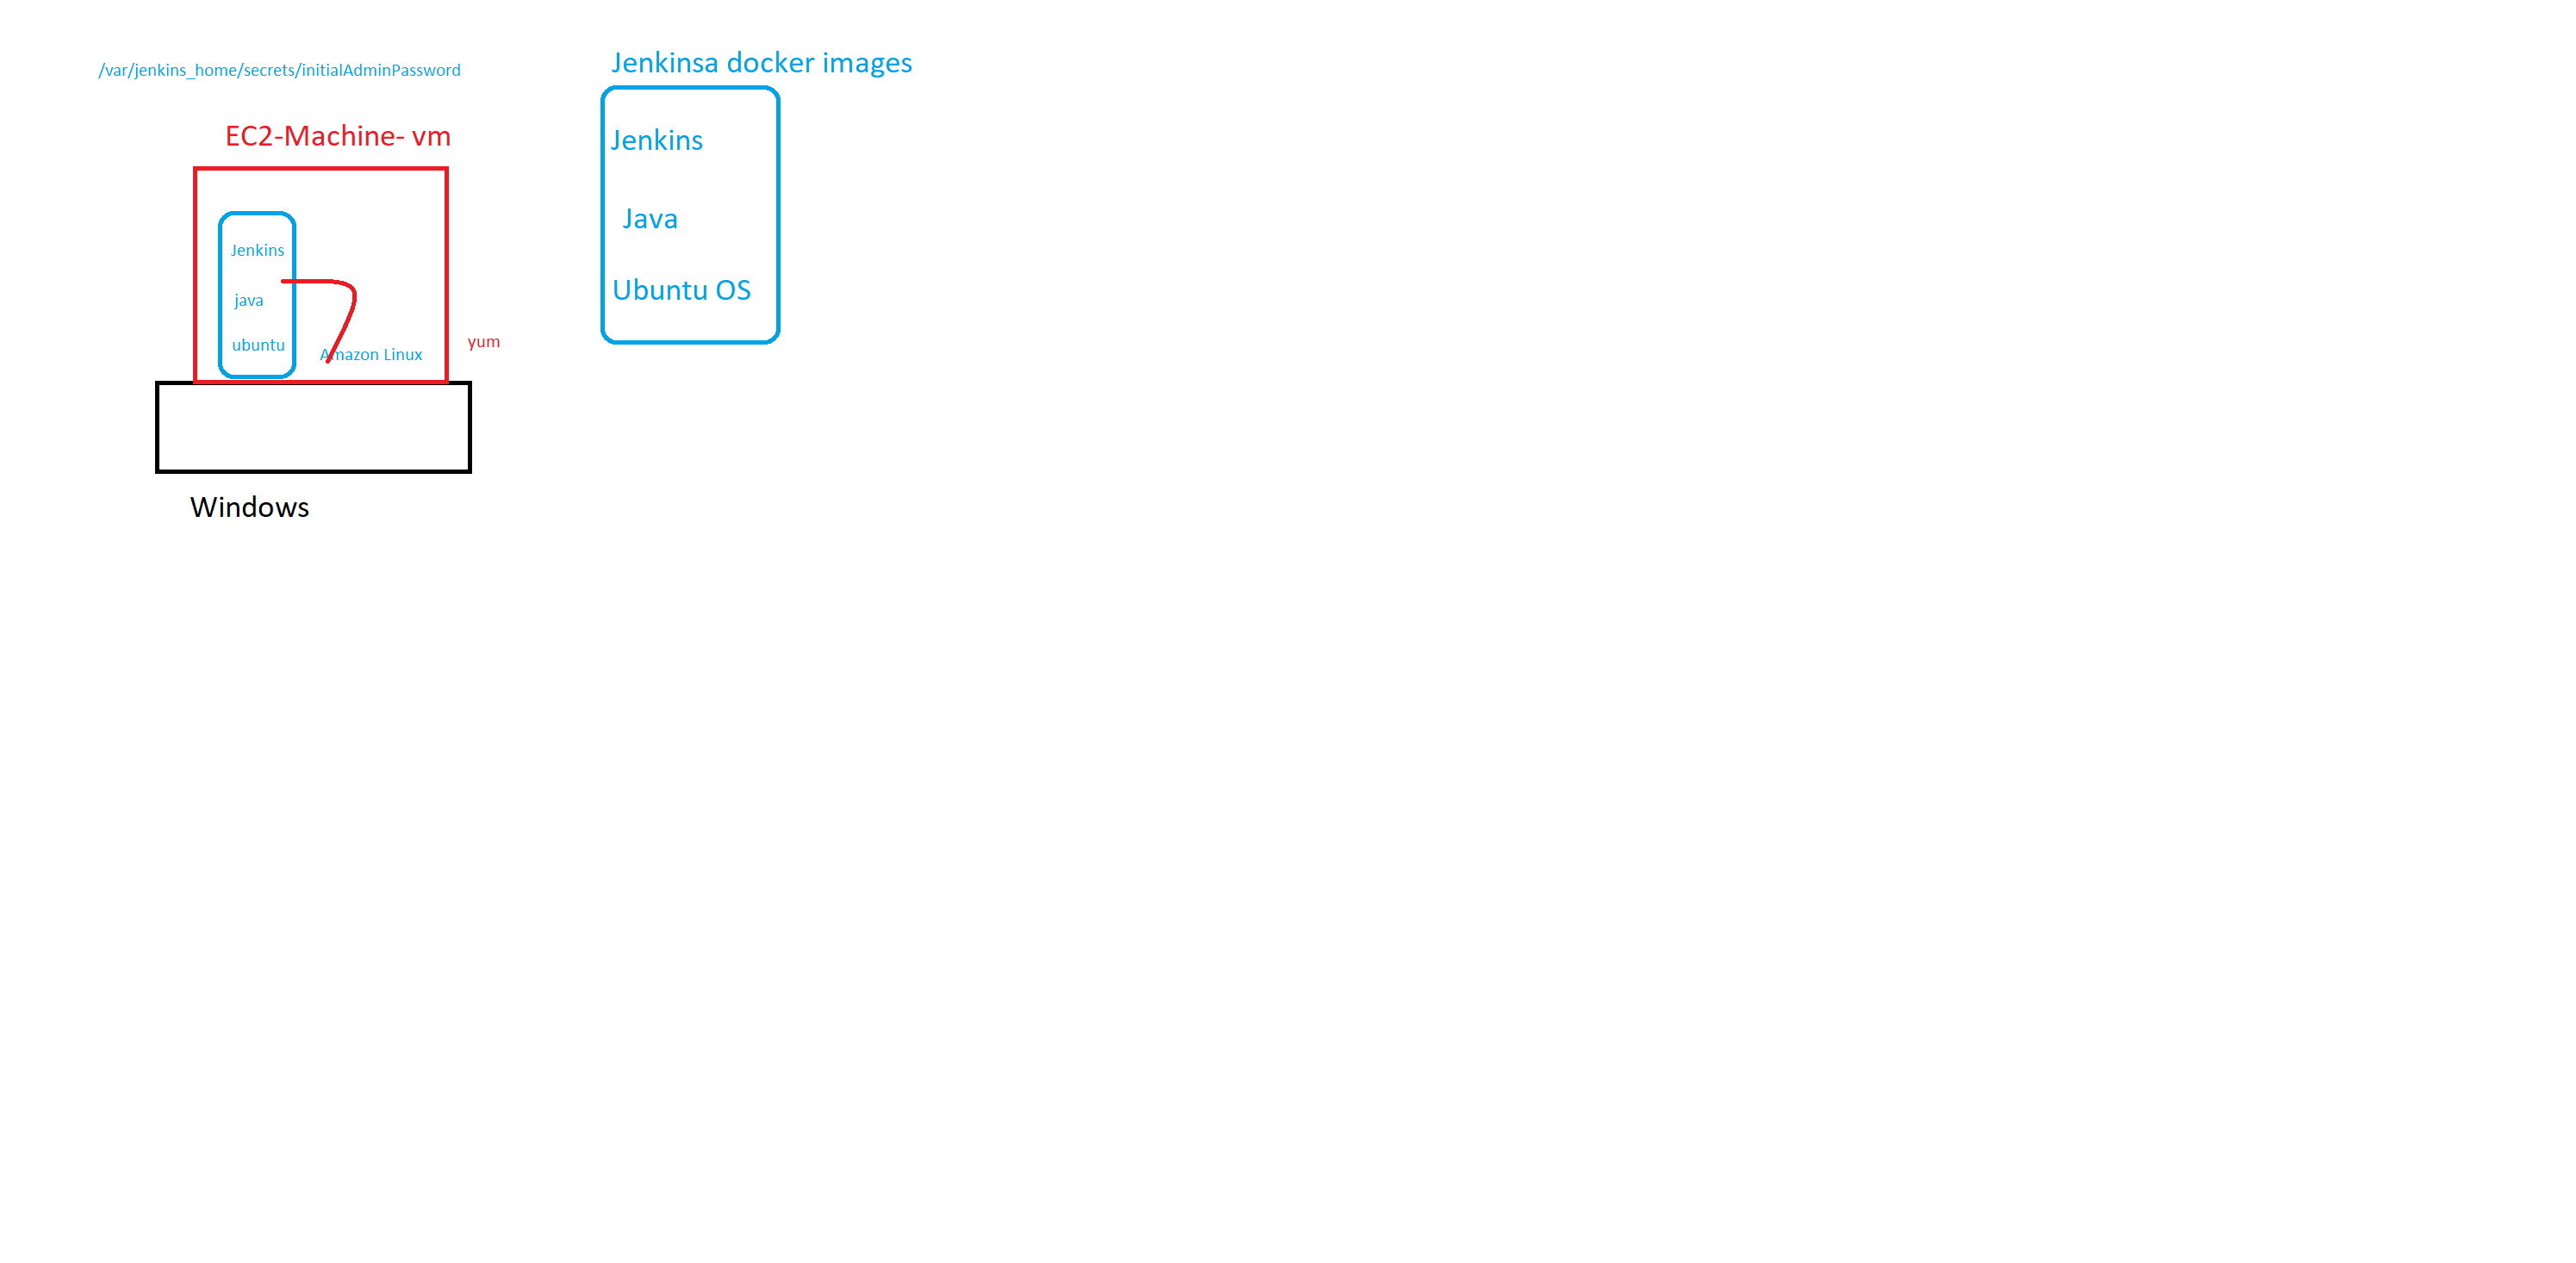 /var/jenkins_home/secrets/initialAdminPassword
EC2-Machine- vm
Jenkins
java
ubuntu
Amazon Linux
yum
Windows
Jenkinsa docker images
Jenkins
Java
Ubuntu OS